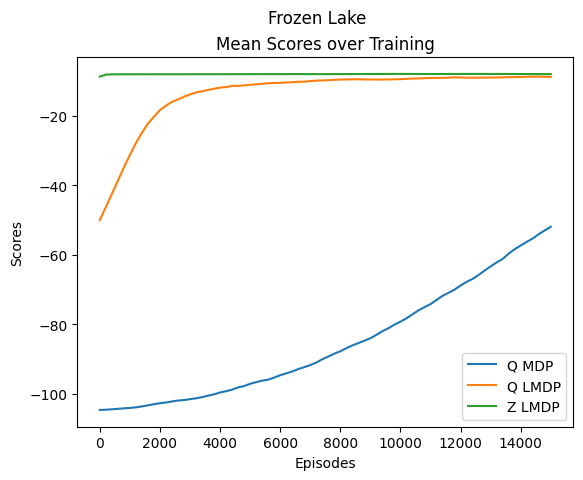 Frozen Lake
Mean Scores over Training
Scores
−20
−40
−60
−80
−100
0 2000 4000 6000 8000 10000 12000 14000
Episodes
Q MDP
Q LMDP
Z LMDP